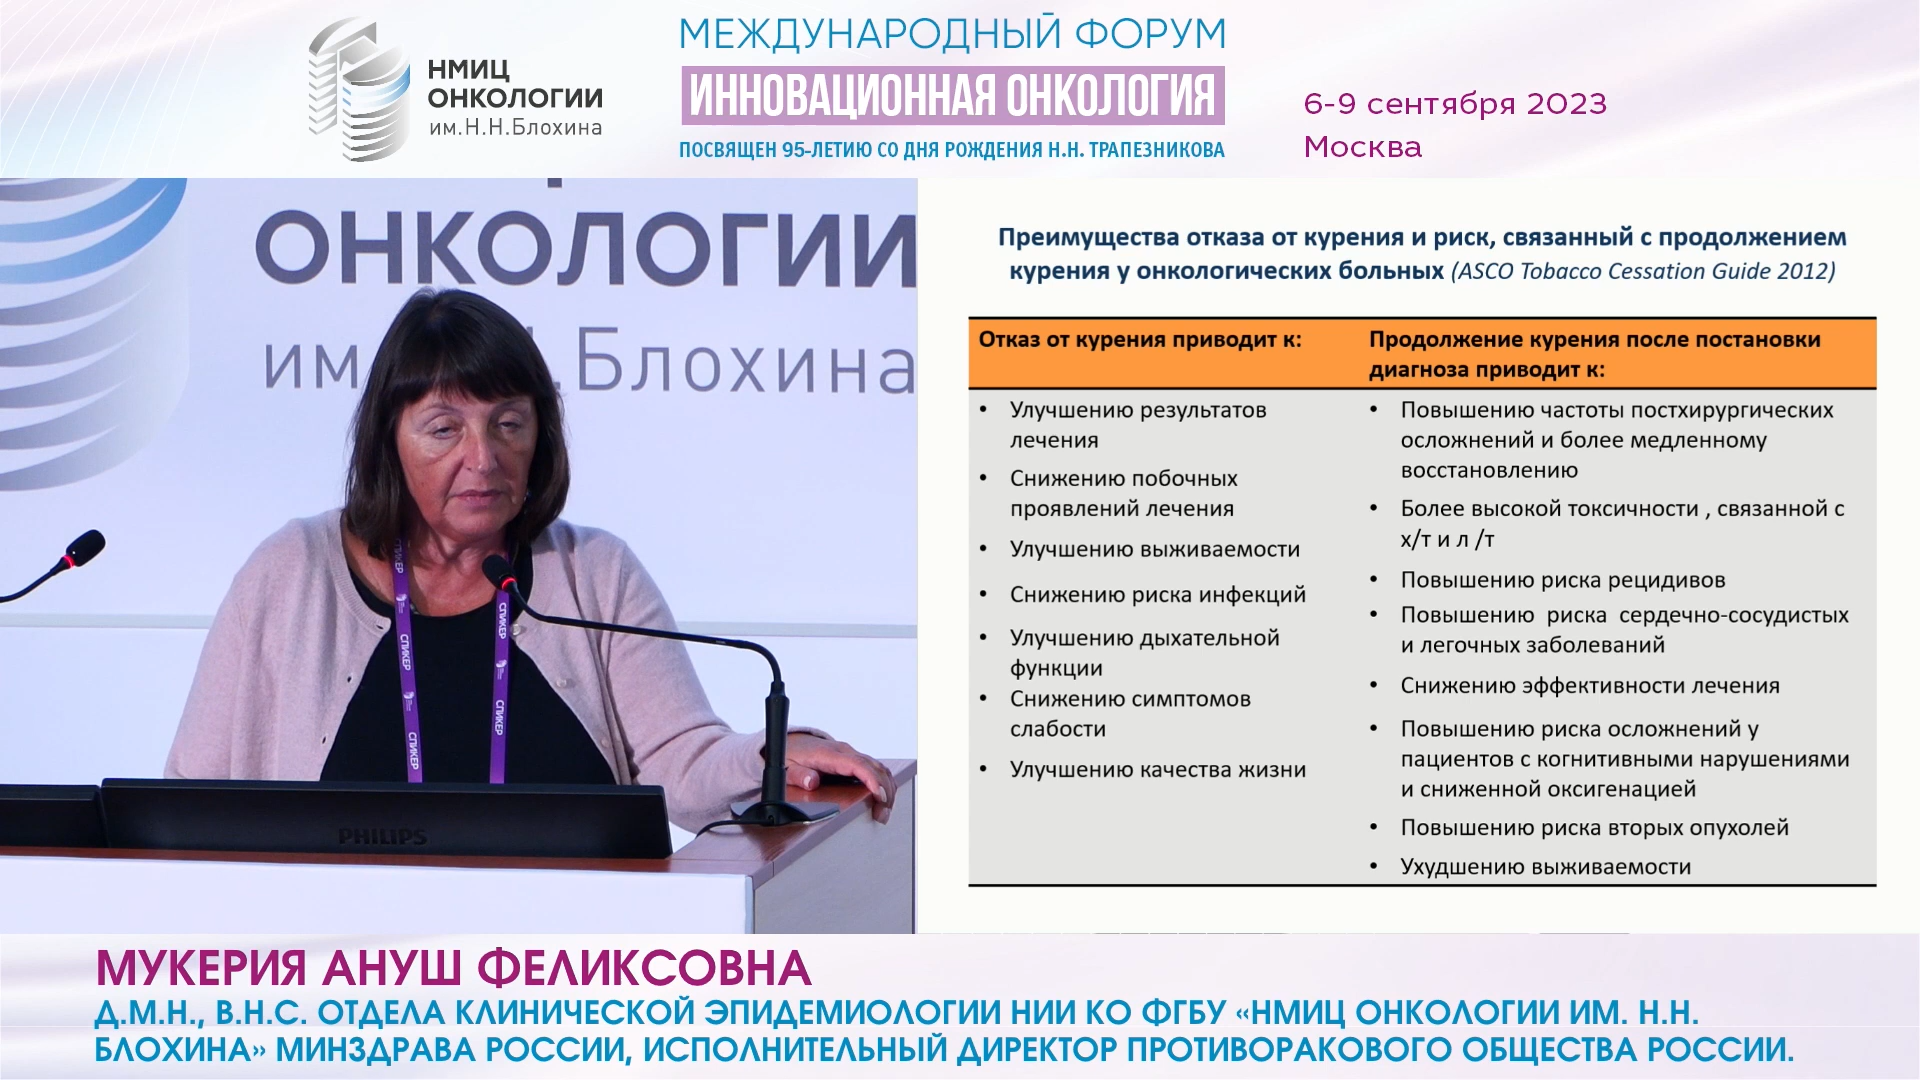 НМИЦ
ОНКОЛОГИИ
им.Н.Н.Блохина
МЕЖДУНАРОДНЫЙ ФОРУМ
ИННОВАЦИОННАЯ ОНКОЛОГИЯ
ПОСВЯЩЕН 95-ЛЕТИЮ СО ДНЯ РОЖДЕНИЯ Н.Н. ТРАПЕЗНИКОВА
6-9 сентября 2023
Москва
ОНКОЛОГИИ
им. .Блохина
СПИКЕР
СПИКЕР
СПИКЕР
СПИКЕР
PHILIPS
Преимущества отказа от курения и риск, связанный с продолжением
курения у онкологических больных (ASCO Tobacco Cessation Guide 2012)
Отказ от курения приводит к:
• Улучшению результатов
лечения
• Снижению побочных
проявлений лечения
• Улучшению выживаемости
• Снижению риска инфекций
• Улучшению дыхательной
функции
• Снижению симптомов
слабости
• Улучшению качества жизни
Продолжение курения после постановки
диагноза приводит к:
• Повышению частоты постхирургических
осложнений и более медленному
восстановлению
• Более высокой токсичности , связанной с
х/т и л /т
• Повышению риска рецидивов
• Повышению риска сердечно-сосудистых
и легочных заболеваний
• Снижению эффективности лечения
• Повышению риска осложнений у
пациентов с когнитивными нарушениями
и сниженной оксигенацией
• Повышению риска вторых опухолей
• Ухудшению выживаемости
МУКЕРИЯ АНУШ ФЕЛИКСОВНА
Д.М.Н., В.Н.С. ОТДЕЛА КЛИНИЧЕСКОЙ ЭПИДЕМИОЛОГИИ НИИ КО ФГБУ «НМИЦ ОНКОЛОГИИ ИМ. Н.Н.
БЛОХИНА» МИНЗДРАВА РОССИИ, ИСПОЛНИТЕЛЬНЫЙ ДИРЕКТОР ПРОТИВОРАКОВОГО ОБЩЕСТВА РОССИИ.